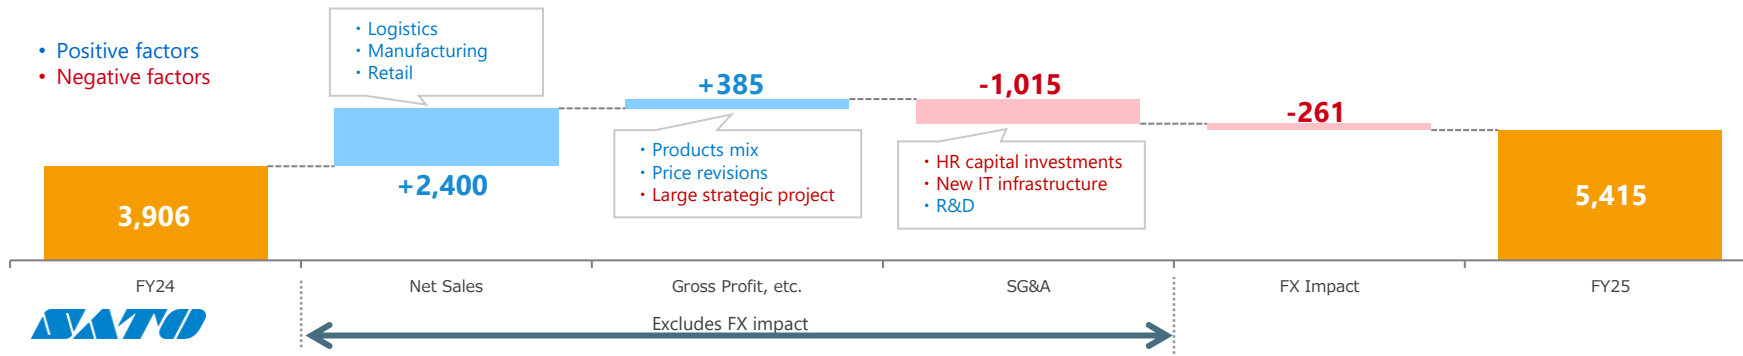 • Positive factors
• Negative factors
・Logistics
・Manufacturing
・Retail
+2,400
+385
・Products mix
・Price revisions
・Large strategic project
-1,015
・HR capital investments
・New IT infrastructure
・R&D
-261
3,906
5,415
FY24
Net Sales
Gross Profit, etc.
SG&A
FX Impact
FY25
SATO
Excludes FX impact